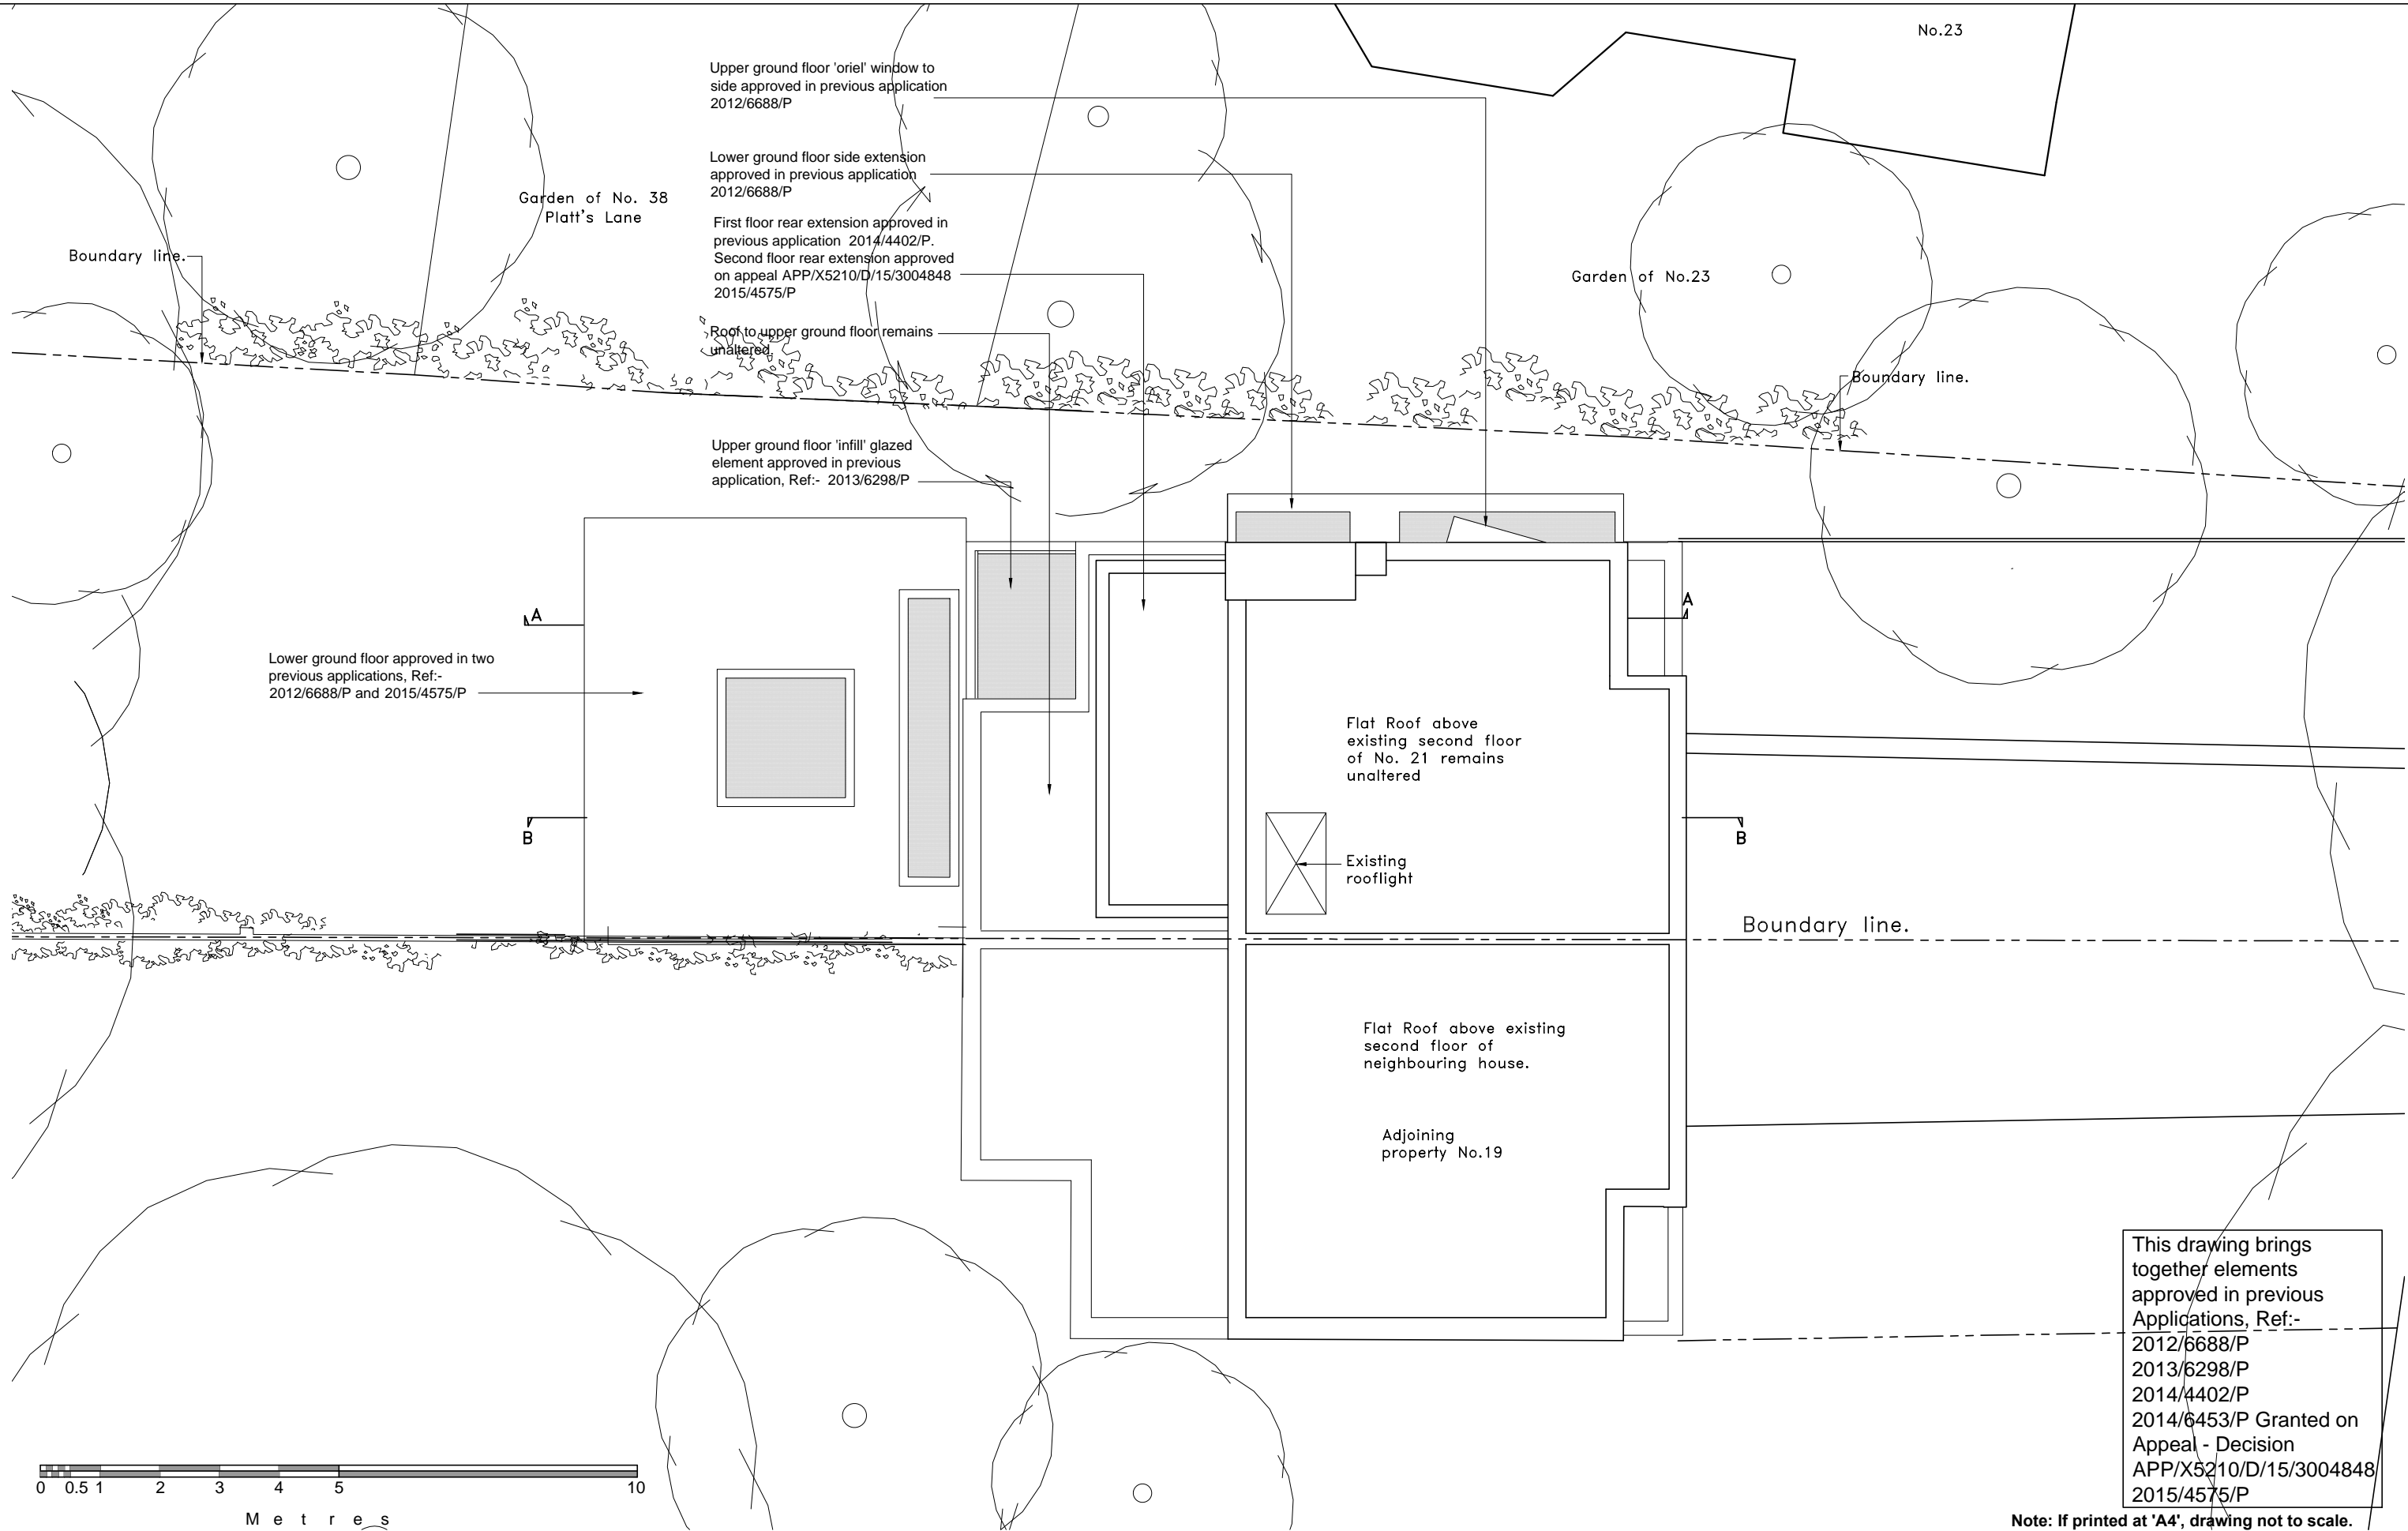 No.23
Upper ground floor 'oriel' window to
side approved in previous application
2012/6688/P
Lower ground floor side extension
approved in previous application
2012/6688/P
Garden of No. 38
Platt's Lane
First floor rear extension approved in
previous application 2014/4402/P.
Second floor rear extension approved
on appeal APP/X5210/D/15/3004848
2015/4575/P
Boundary line.
Garden of No.23
Roof to upper ground floor remains
unaltered.
Boundary line.
Upper ground floor 'infill' glazed
element approved in previous
application, Ref:- 2013/6298/P
A
A
Lower ground floor approved in two
previous applications, Ref:-
2012/6688/P and 2015/4575/P
Flat Roof above
existing second floor
of No. 21 remains
unaltered
B
B
Existing
rooflight
Boundary line.
Flat Roof above existing
second floor of
neighbouring house.
Adjoining
property No.19
This drawing brings
together elements
approved in previous
Applications, Ref:-
2012/6688/P
2013/6298/P
2014/4402/P
2014/6453/P Granted on
Appeal - Decision
APP/X5210/D/15/3004848
2015/4575/P
0 0.5 1 2 3 4 5 10
Metres
Note: If printed at 'A4', drawing not to scale.